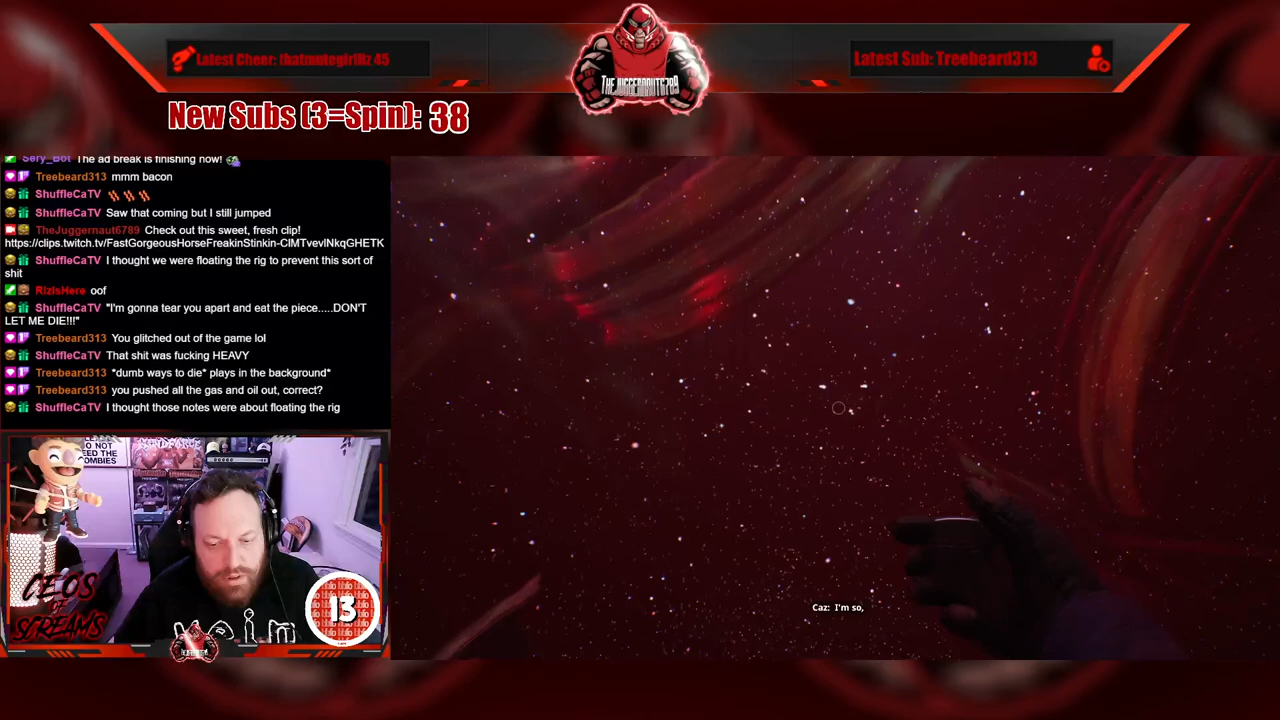 Latest Cheer: thatmutegirlliz 45
THEJUGGERNAUT6789
Latest Sub: Treebeard313
New Subs (3=Spin): 38
Sery_Bot The ad break is finishing now!
Treebeard313 mmm bacon
ShuffleCaTV
ShuffleCaTV Saw that coming but I still jumped
TheJuggernaut6789 Check out this sweet, fresh clip!
https://clips.twitch.tv/FastGorgeousHorseFreakinStinkin-ClMTvevlNkqGHETK
ShuffleCaTV I thought we were floating the rig to prevent this sort of
shit
RizIsHere oof
ShuffleCaTV "I'm gonna tear you apart and eat the piece.....DON'T
LET ME DIE!!!"
Treebeard313 You glitched out of the game lol
ShuffleCaTV That shit was fucking HEAVY
Treebeard313 *dumb ways to die* plays in the background*
Treebeard313 you pushed all the gas and oil out, correct?
ShuffleCaTV I thought those notes were about floating the rig
DO NOT
FEED THE
ZOMBIES
CEOS
OF
STREAMS
13
Caz: I'm so,